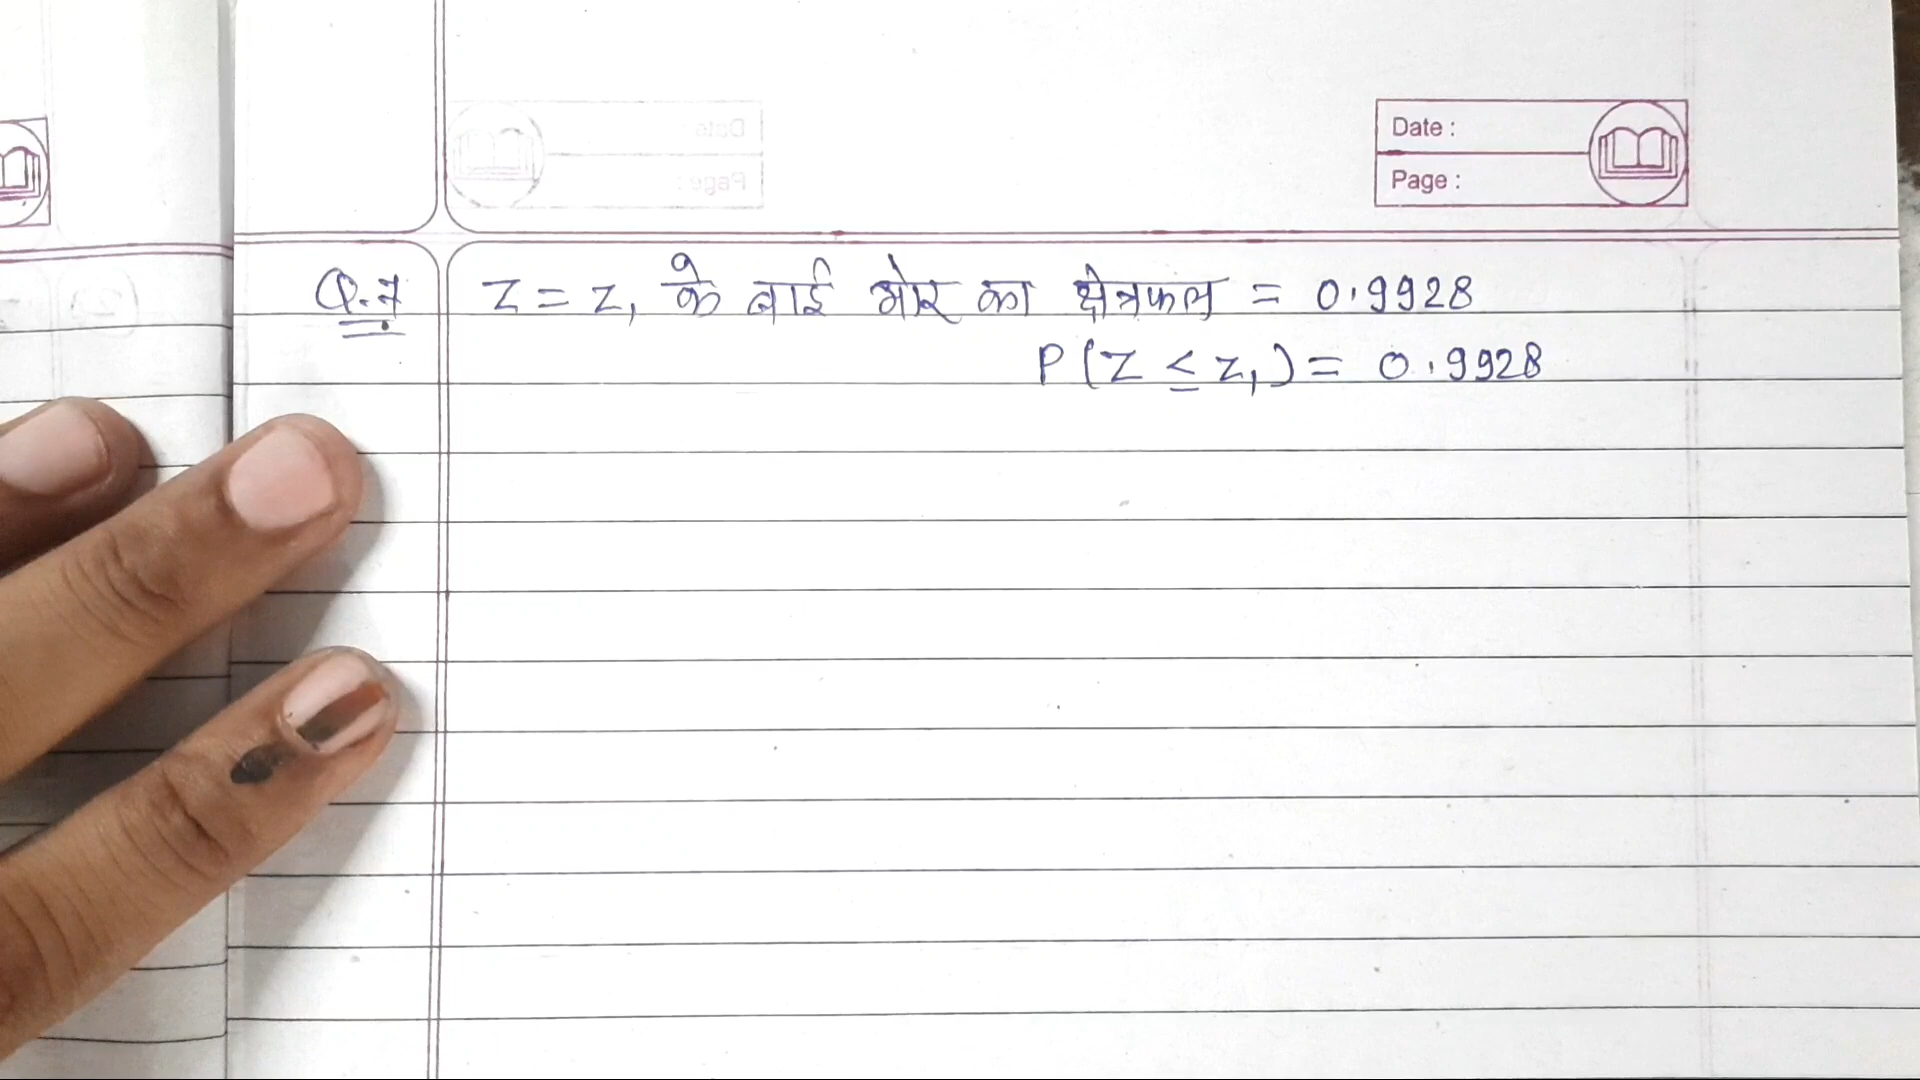 Date :
Page :
Q.7 Z = z₁ के बाई ओर का क्षेत्रफल = 0.9928
P(Z ≤ z₁) = 0.9928